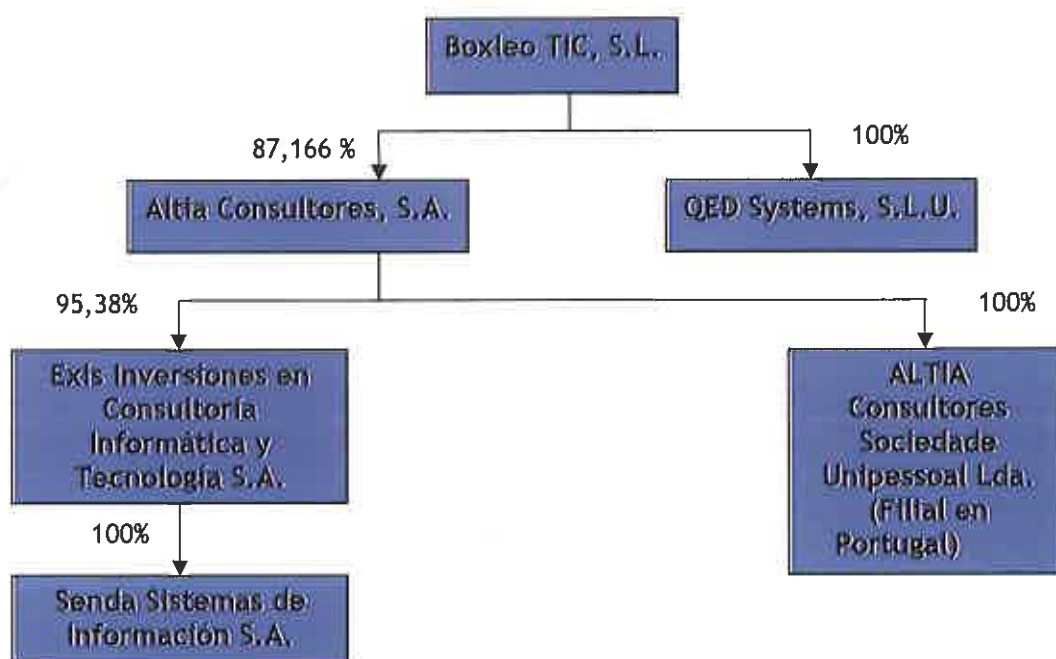 Boxleo TIC, S.L.
87,166 %
100%
Altia Consultores, S.A.
QED Systems, S.L.U.
95,38%
100%
Exis Inversiones en
Consultoría
Informática y
Tecnología S.A.
ALTIA
Consultores
Sociedade
Unipessoal Lda.
(Filial en
Portugal)
100%
Senda Sistemas de
Información S.A.